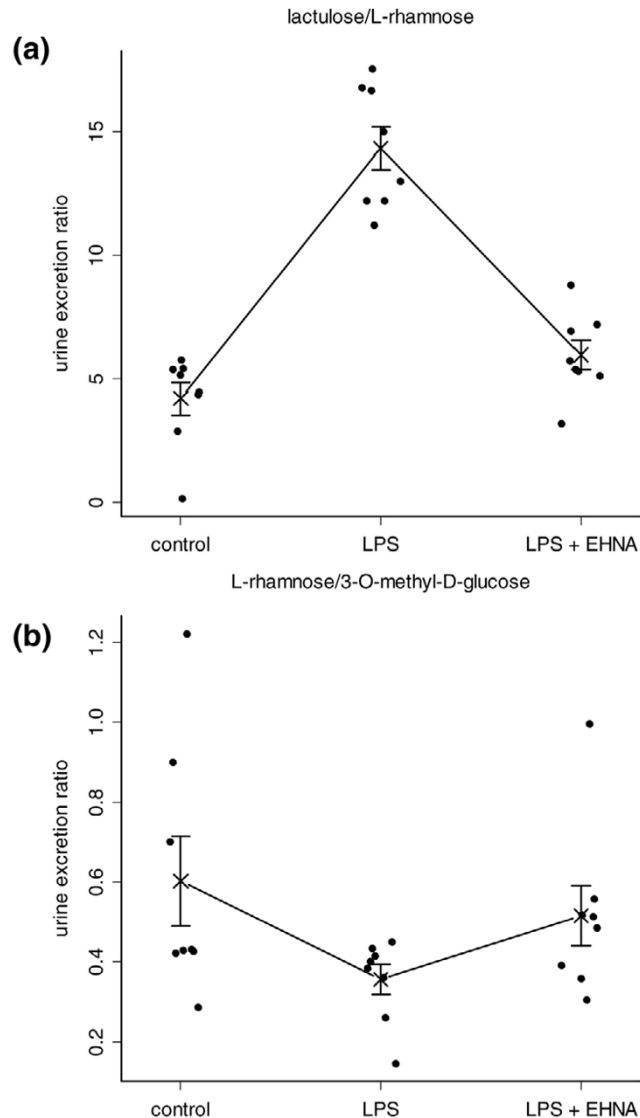 lactulose/L-rhamnose
(a)
urine excretion ratio
15
10
5
0
control LPS LPS + EHNA
L-rhamnose/3-O-methyl-D-glucose
(b)
urine excretion ratio
1.2
1.0
0.8
0.6
0.4
0.2
control LPS LPS + EHNA